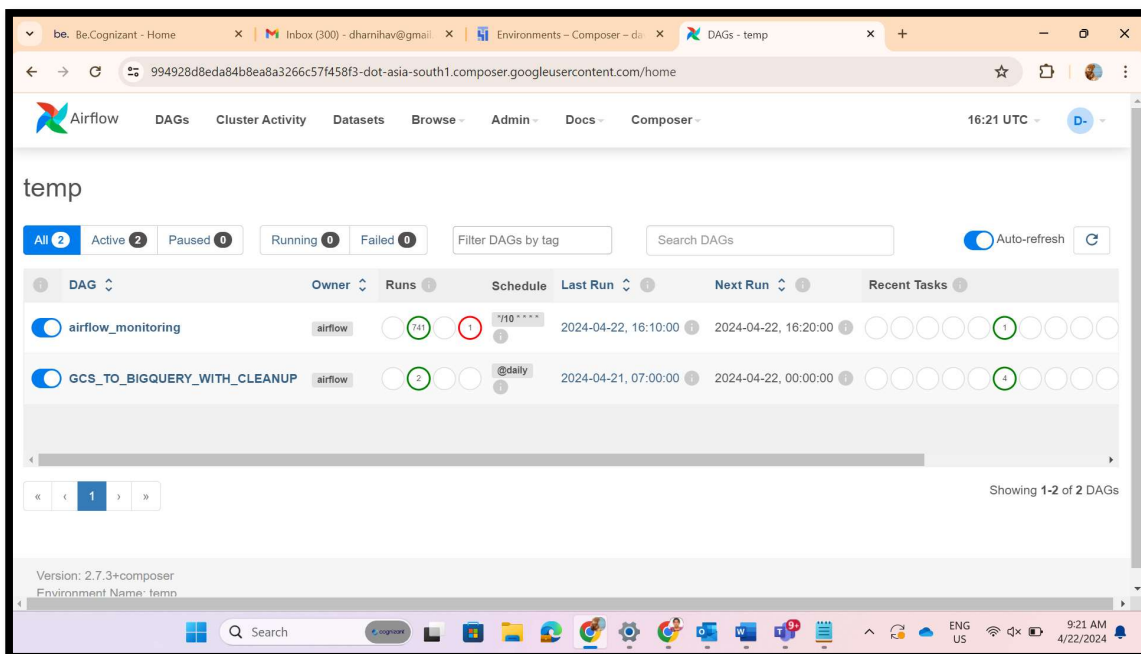 be. Be.Cognizant - Home
Inbox (300) - dharnihav@gmail.
Environments – Composer – da
DAGs - temp
994928d8eda84b8ea8a3266c57f458f3-dot-asia-south1.composer.googleusercontent.com/home
Airflow DAGs Cluster Activity Datasets Browse Admin Docs Composer 16:21 UTC D-
temp
All 2 Active 2 Paused 0 Running 0 Failed 0 Filter DAGs by tag Search DAGs Auto-refresh
DAG Owner Runs Schedule Last Run Next Run Recent Tasks
airflow_monitoring airflow 741 1 */10 * * * * 2024-04-22, 16:10:00 2024-04-22, 16:20:00 1
GCS_TO_BIGQUERY_WITH_CLEANUP airflow 2 @daily 2024-04-21, 07:00:00 2024-04-22, 00:00:00 4
« ‹ 1 › » Showing 1-2 of 2 DAGs
Version: 2.7.3+composer
Environment Name: temp
Search cognizant 9+ ENG 9:21 AM
US 4/22/2024